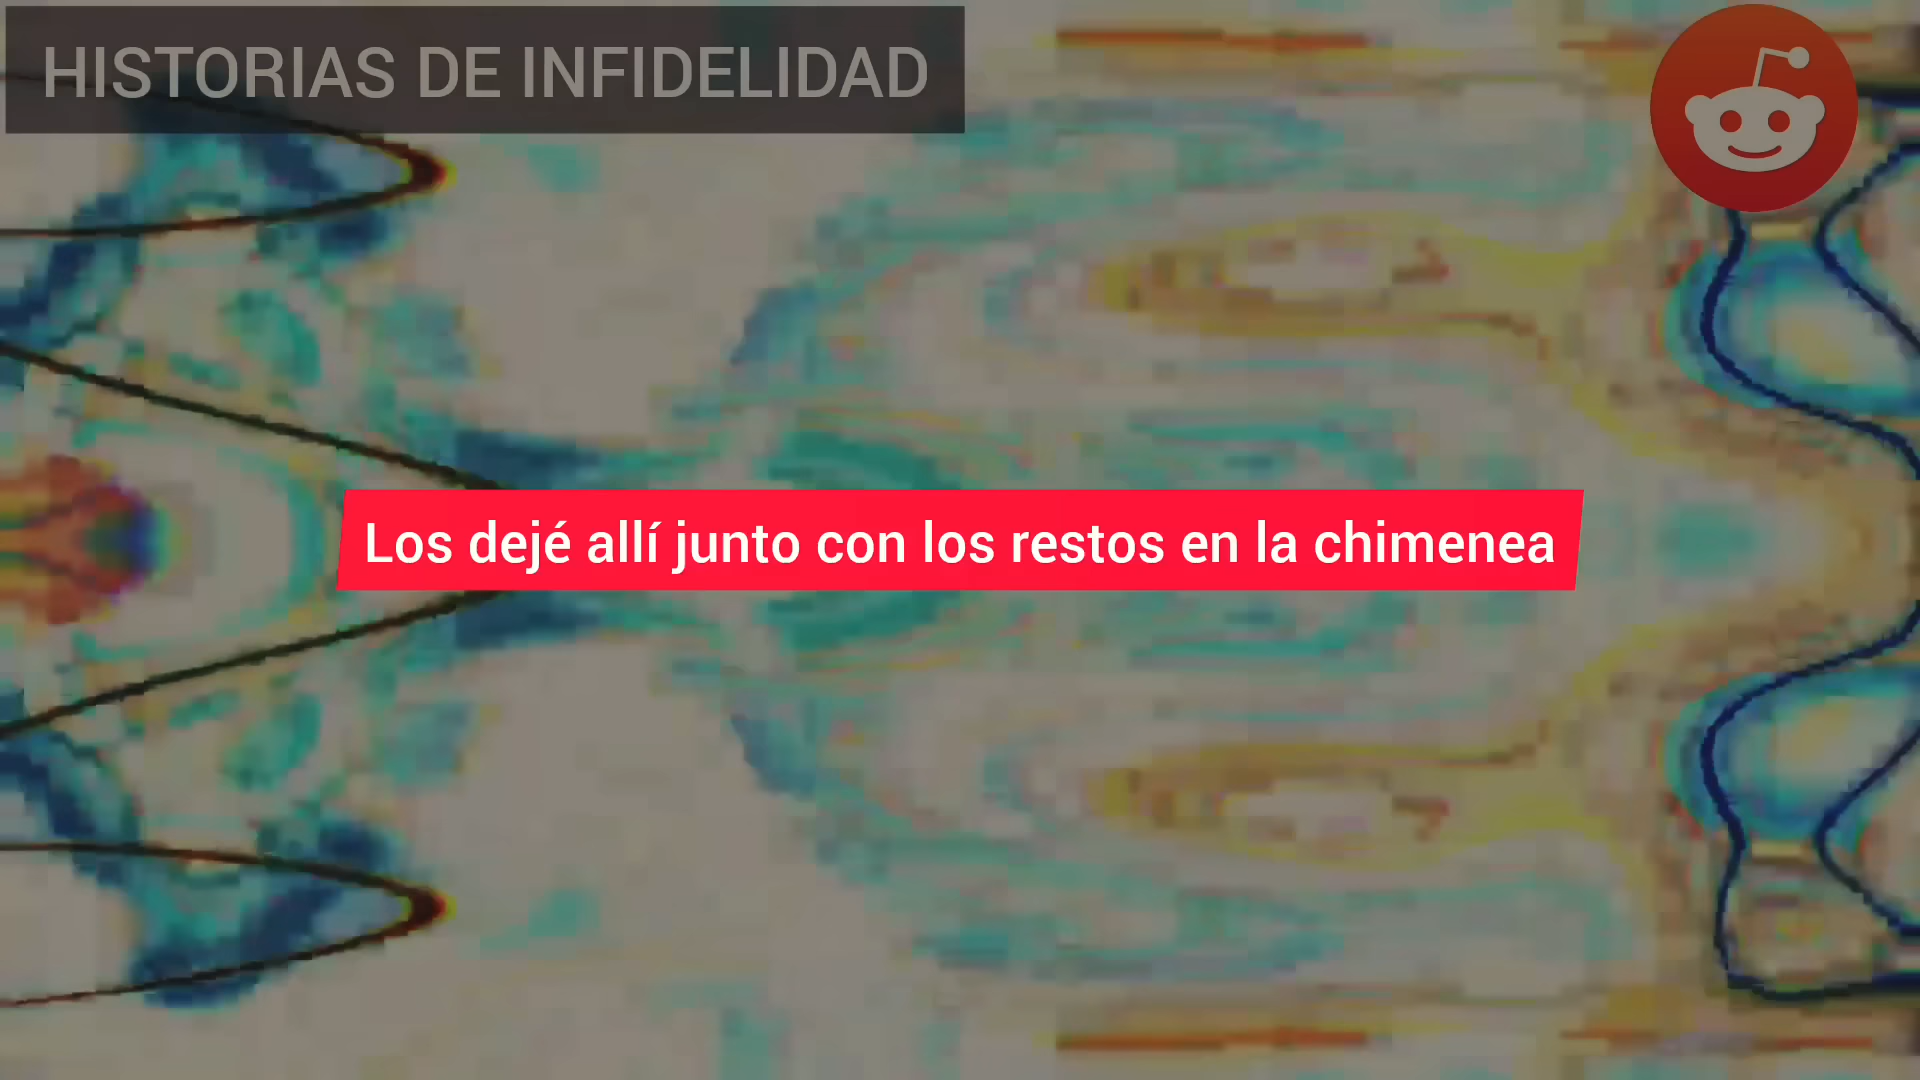 HISTORIAS DE INFIDELIDAD
Los dejé allí junto con los restos en la chimenea